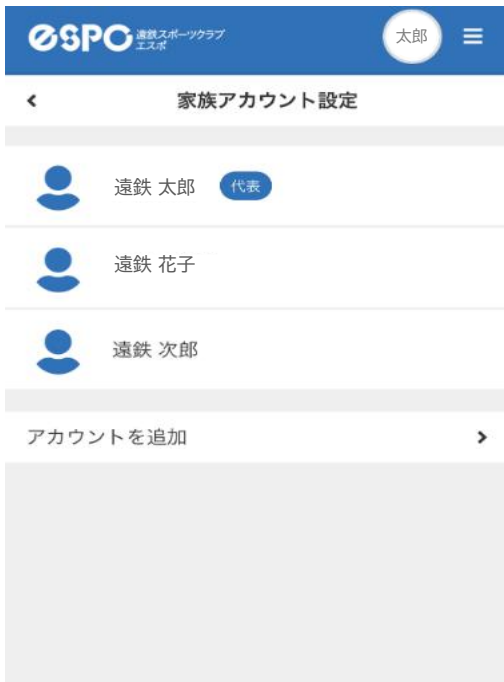 eSPO 遠鉄スポーツクラブ
エスポ
太郎
家族アカウント設定
遠鉄 太郎 代表
遠鉄 花子
遠鉄 次郎
アカウントを追加